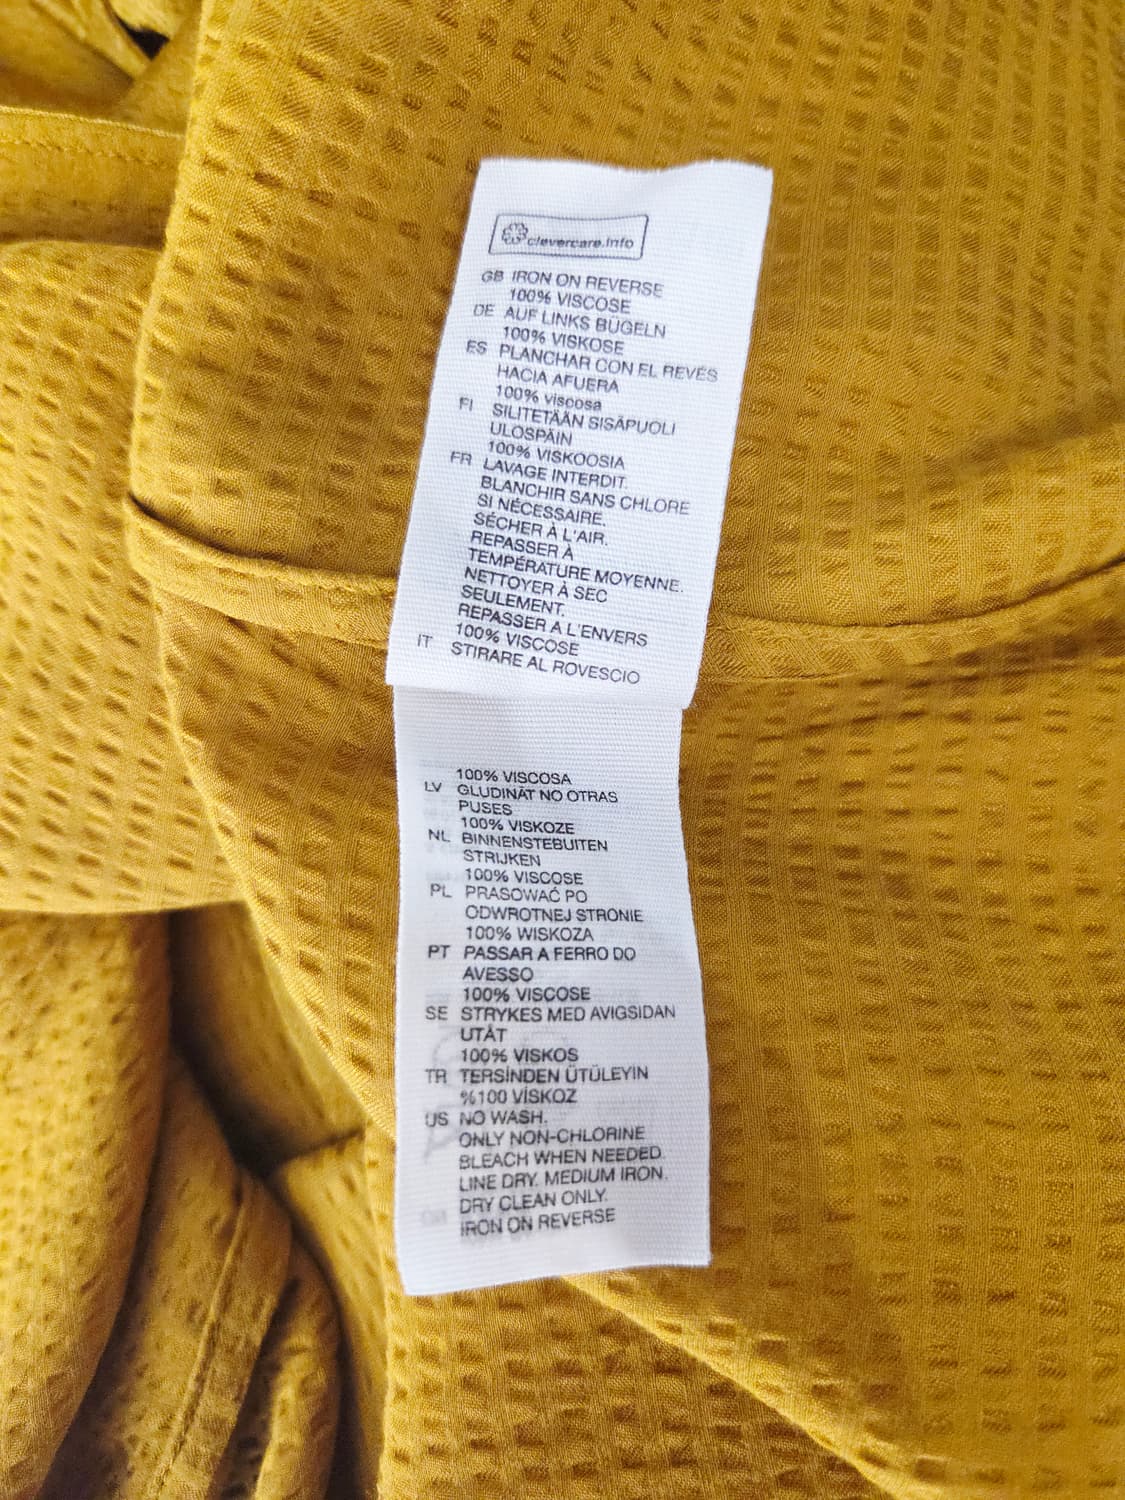 clevercare.info
GB IRON ON REVERSE
100% VISCOSE
DE AUF LINKS BÜGELN
100% VISKOSE
ES PLANCHAR CON EL REVÉS
HACIA AFUERA
100% viscosa
FI SILITETÄÄN SISÄPUOLI
ULOSPÄIN
100% VISKOOSIA
FR LAVAGE INTERDIT.
BLANCHIR SANS CHLORE
SI NÉCESSAIRE.
SÉCHER À L'AIR.
REPASSER À
TEMPÉRATURE MOYENNE.
NETTOYER À SEC
SEULEMENT.
REPASSER A L'ENVERS
100% VISCOSE
IT STIRARE AL ROVESCIO
100% VISCOSA
LV GLUDINĀT NO OTRAS
PUSES
100% VISKOZE
NL BINNENSTEBUITEN
STRIJKEN
100% VISCOSE
PL PRASOWAĆ PO
ODWROTNEJ STRONIE
100% WISKOZA
PT PASSAR A FERRO DO
AVESSO
100% VISCOSE
SE STRYKES MED AVIGSIDAN
UTÅT
100% VISKOS
TR TERSİNDEN ÜTÜLEYIN
%100 VİSKOZ
US NO WASH.
ONLY NON-CHLORINE
BLEACH WHEN NEEDED.
LINE DRY. MEDIUM IRON.
DRY CLEAN ONLY.
IRON ON REVERSE